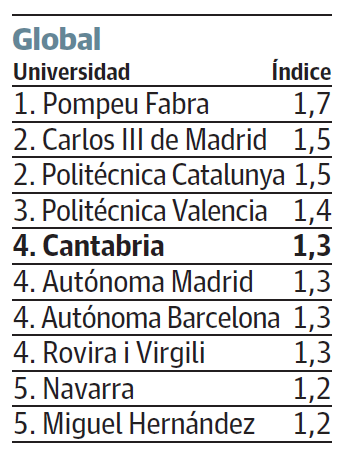 Global
Universidad Índice
1. Pompeu Fabra 1,7
2. Carlos III de Madrid 1,5
2. Politécnica Catalunya 1,5
3. Politécnica Valencia 1,4
4. Cantabria 1,3
4. Autónoma Madrid 1,3
4. Autónoma Barcelona 1,3
4. Rovira i Virgili 1,3
5. Navarra 1,2
5. Miguel Hernández 1,2